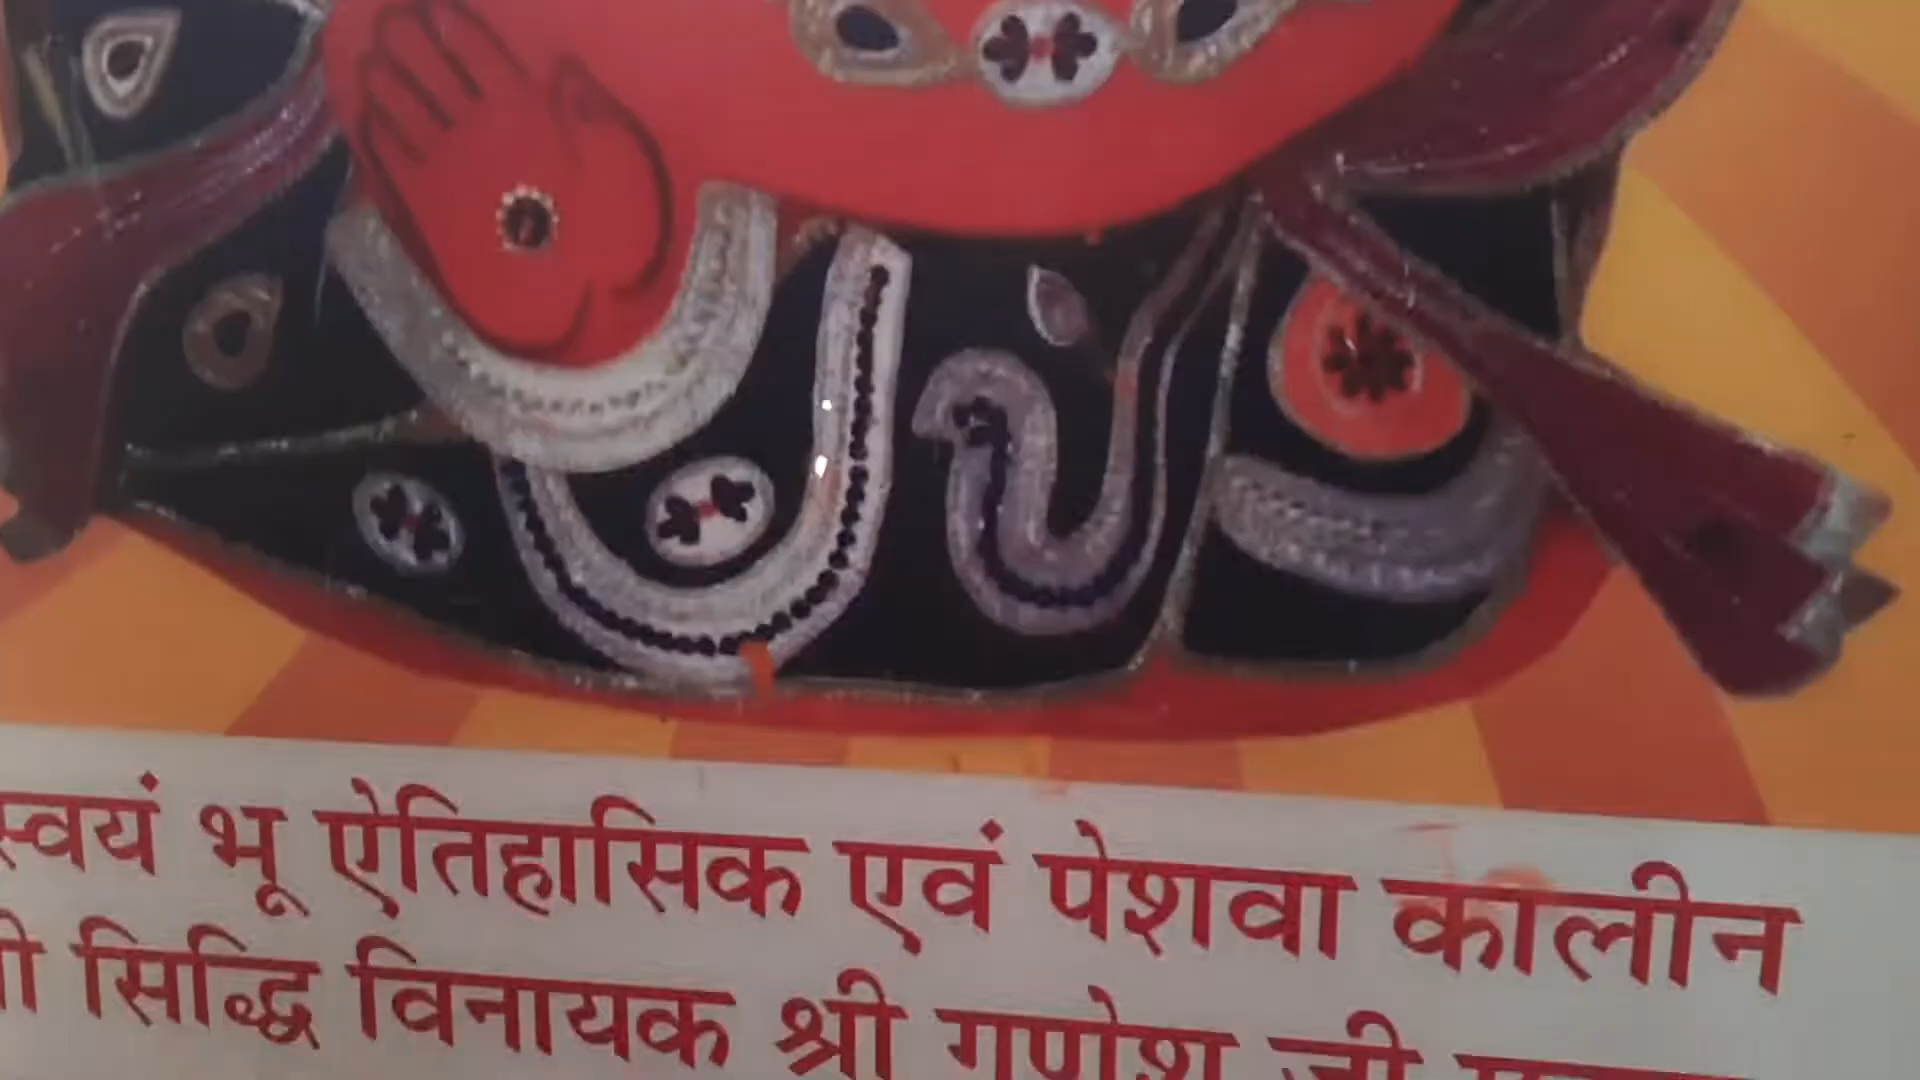 स्वयं भू ऐतिहासिक एवं पेशवा कालीन
सिद्धि विनायक श्री गणेश जी